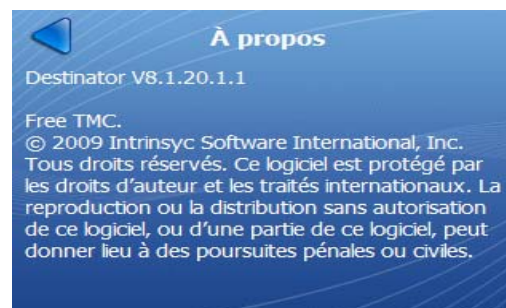 À propos
Destinator V8.1.20.1.1
Free TMC.
© 2009 Intrinsyc Software International, Inc.
Tous droits réservés. Ce logiciel est protégé par
les droits d'auteur et les traités internationaux. La
reproduction ou la distribution sans autorisation
de ce logiciel, ou d'une partie de ce logiciel, peut
donner lieu à des poursuites pénales ou civiles.